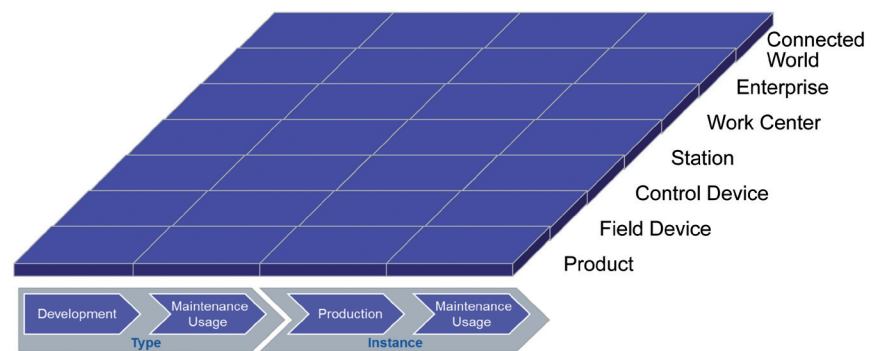 Connected
World
Enterprise
Work Center
Station
Control Device
Field Device
Product
Development
Maintenance
Usage
Production
Maintenance
Usage
Type
Instance